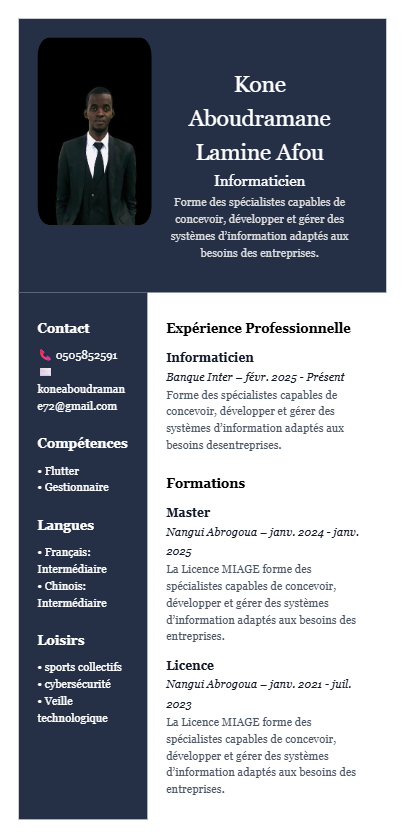 Kone
Aboudramane
Lamine Afou
Informaticien
Forme des spécialistes capables de
concevoir, développer et gérer des
systèmes d'information adaptés aux
besoins des entreprises.
Contact
0505852591
koneaboudraman
e72@gmail.com
Compétences
• Flutter
• Gestionnaire
Langues
• Français:
Intermédiaire
• Chinois:
Intermédiaire
Loisirs
• sports collectifs
• cybersécurité
• Veille
technologique
Expérience Professionnelle
Informaticien
Banque Inter – févr. 2025 - Présent
Forme des spécialistes capables de
concevoir, développer et gérer des
systèmes d'information adaptés aux
besoins desentreprises.
Formations
Master
Nangui Abrogoua – janv. 2024 - janv.
2025
La Licence MIAGE forme des
spécialistes capables de concevoir,
développer et gérer des systèmes
d'information adaptés aux besoins des
entreprises.
Licence
Nangui Abrogoua – janv. 2021 - juil.
2023
La Licence MIAGE forme des
spécialistes capables de concevoir,
développer et gérer des systèmes
d'information adaptés aux besoins des
entreprises.